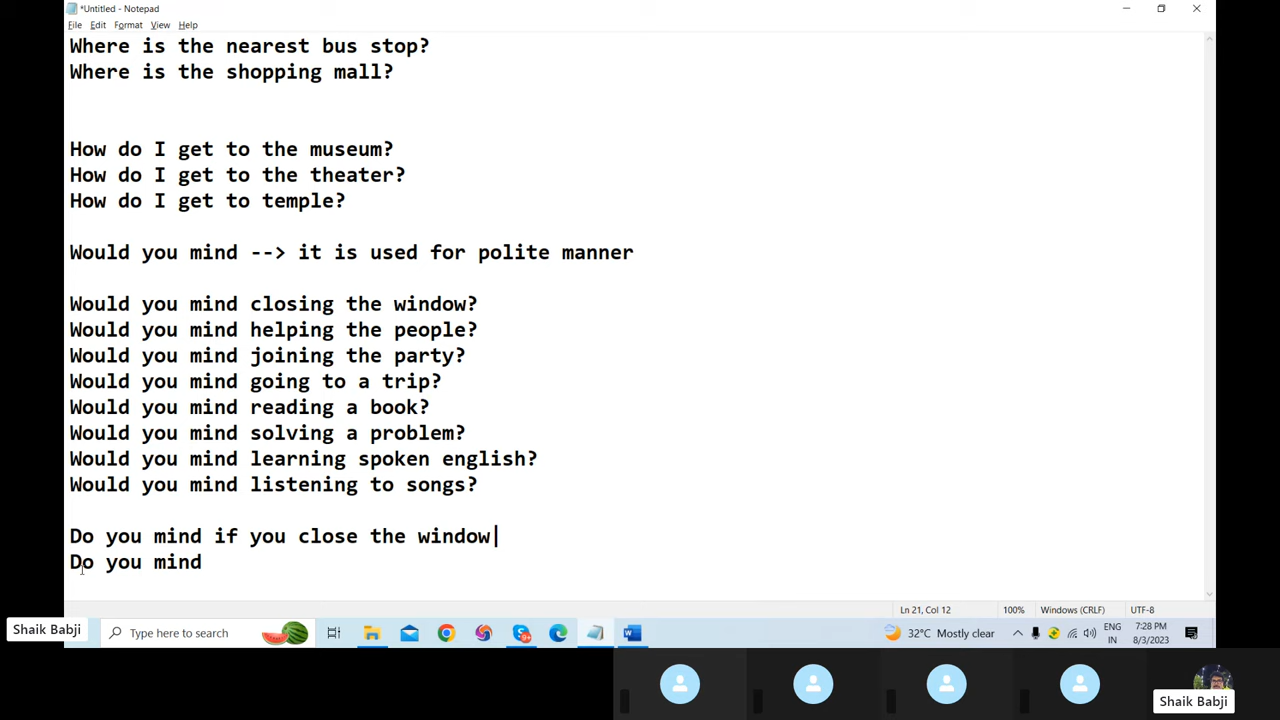 *Untitled - Notepad
File Edit Format View Help
Where is the nearest bus stop?
Where is the shopping mall?
How do I get to the museum?
How do I get to the theater?
How do I get to temple?
Would you mind --> it is used for polite manner
Would you mind closing the window?
Would you mind helping the people?
Would you mind joining the party?
Would you mind going to a trip?
Would you mind reading a book?
Would you mind solving a problem?
Would you mind learning spoken english?
Would you mind listening to songs?
Do you mind if you close the window
Do you mind
Ln 21, Col 12 100% Windows (CRLF) UTF-8
Shaik Babji
Type here to search
32°C Mostly clear
ENG
IN
7:28 PM
8/3/2023
Shaik Babji